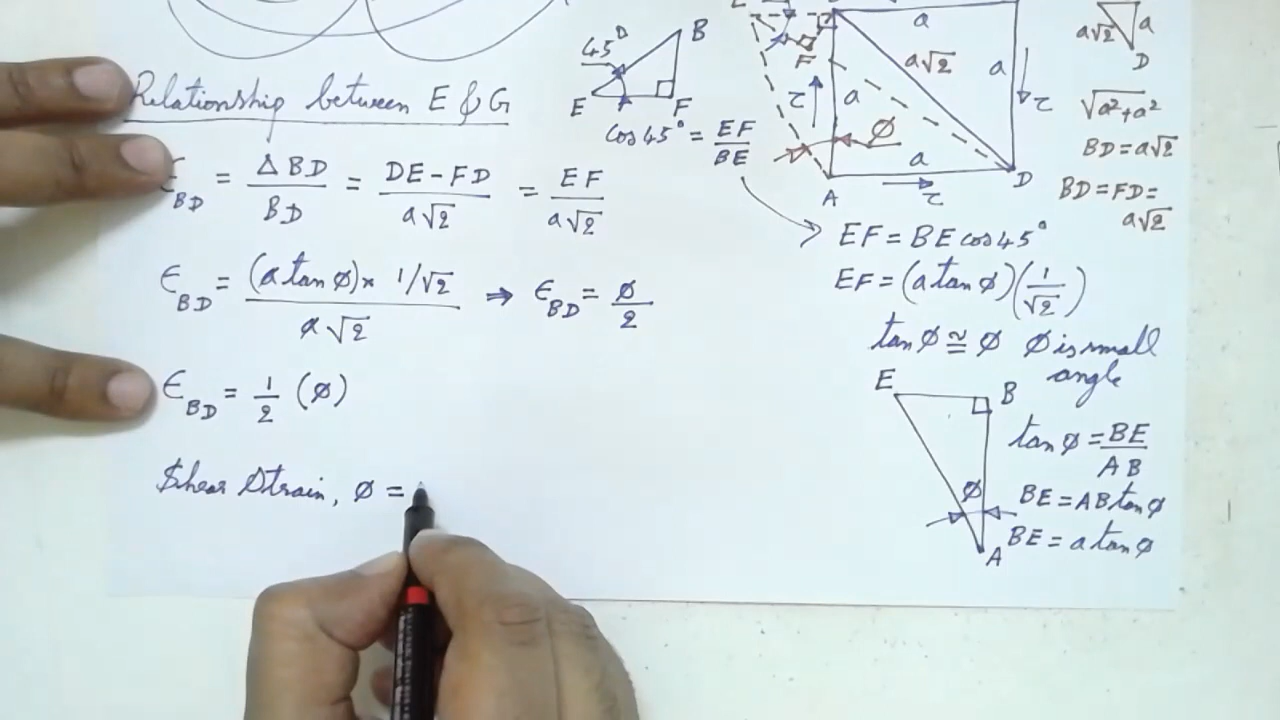 Relationship between E & G
ϵ_BD = ΔBD / BD = DE - FD / a√2 = EF / a√2
ϵ_BD = (a tan φ) × 1/√2 / a√2 ⇒ ϵ_BD = φ / 2
ϵ_BD = 1/2 (φ)
Shear Strain, φ =
45°
B
E
F
cos 45° = EF / BE
F
a
a√2
a
τ
a
τ
φ
a
A
τ
D
a√2
a
D
√a²+a²
BD = a√2
BD = FD =
a√2
EF = BE cos 45°
EF = (a tan φ)(1/√2)
tan φ ≅ φ φ is small
angle
E
B
φ
A
tan φ = BE / AB
BE = AB tan φ
BE = a tan φ